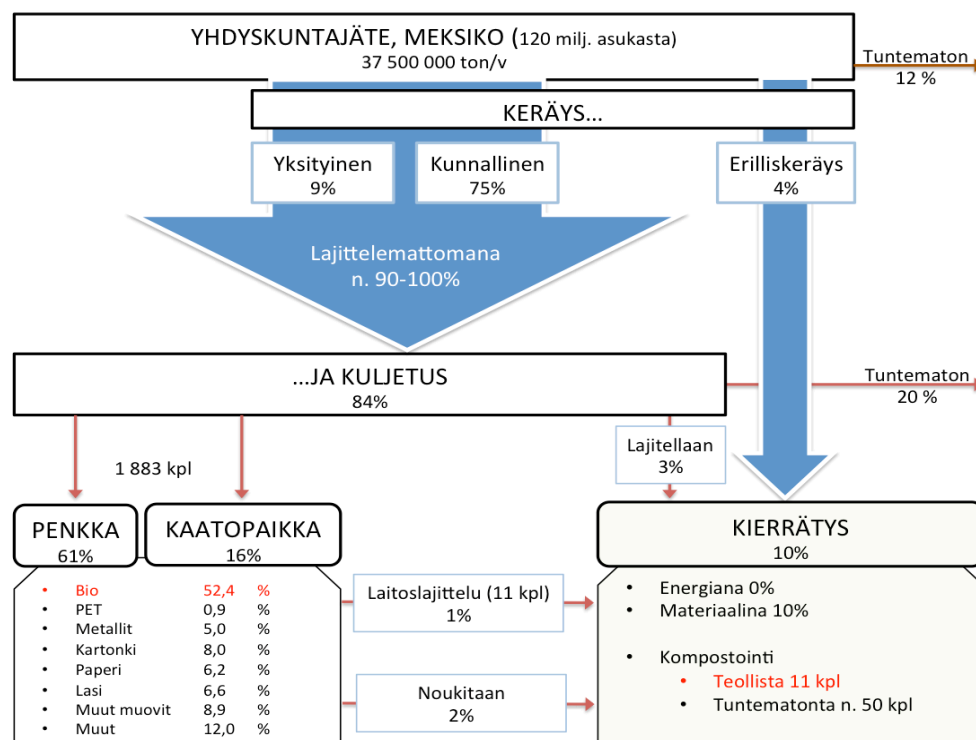 YHDYSKUNTAJÄTE, MEKSIKO (120 milj. asukasta)
37 500 000 ton/v
Tuntematon
12 %
KERÄYS...
Yksityinen
9%
Kunnallinen
75%
Erilliskeräys
4%
Lajittelemattomana
n. 90-100%
...JA KULJETUS
84%
Tuntematon
20 %
1 883 kpl
Lajitellaan
3%
PENKKA
61%
KAATOPAIKKA
16%
KIERRÄTYS
10%
• Bio 52,4 %
• PET 0,9 %
• Metallit 5,0 %
• Kartonki 8,0 %
• Paperi 6,2 %
• Lasi 6,6 %
• Muut muovit 8,9 %
• Muut 12,0 %
Laitoslajittelu (11 kpl)
1%
Noukitaan
2%
• Energiana 0%
• Materiaalina 10%
• Kompostointi
• Teollista 11 kpl
• Tuntematonta n. 50 kpl